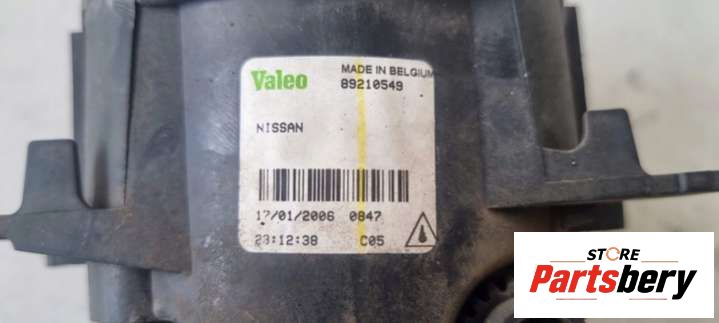 Valeo MADE IN BELGIUM
89210549
NISSAN
17/01/2006 0847
23:12:38 C05
STORE
Partsbery